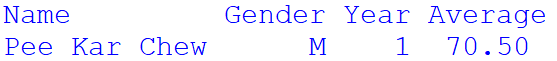 Name Gender Year Average
Pee Kar Chew M 1 70.50